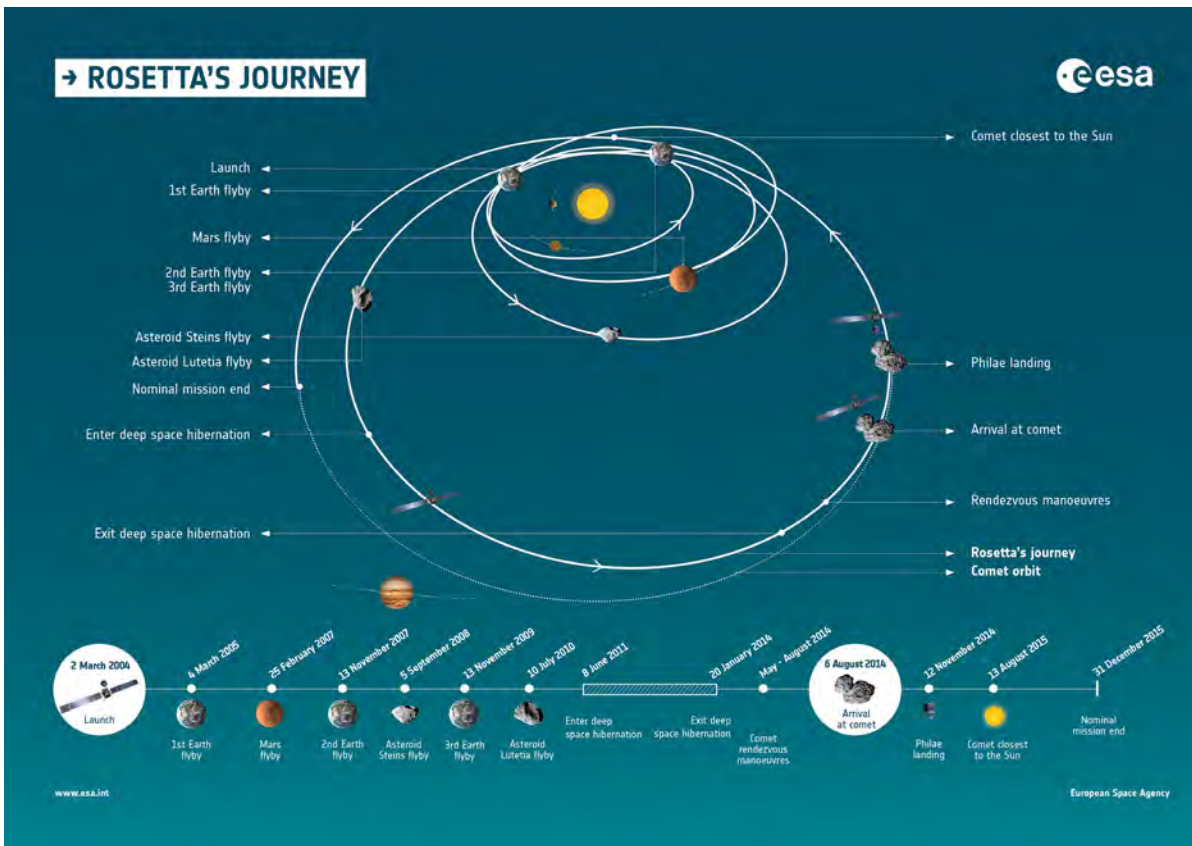 → ROSETTA'S JOURNEY
esa
Launch
1st Earth flyby
Mars flyby
2nd Earth flyby
3rd Earth flyby
Asteroid Steins flyby
Asteroid Lutetia flyby
Nominal mission end
Enter deep space hibernation
Exit deep space hibernation
Comet closest to the Sun
Philae landing
Arrival at comet
Rendezvous manoeuvres
Rosetta's journey
Comet orbit
2 March 2004
Launch
4 March 2005
1st Earth
flyby
25 February 2007
Mars
flyby
13 November 2007
2nd Earth
flyby
5 September 2008
Asteroid
Steins flyby
13 November 2009
3rd Earth
flyby
10 July 2010
Asteroid
Lutetia flyby
8 June 2011
Enter deep
space hibernation
20 January 2014
Exit deep
space hibernation
May - August 2014
Comet
rendezvous
manoeuvres
6 August 2014
Arrival
at comet
12 November 2014
Philae
landing
13 August 2015
Comet closest
to the Sun
31 December 2015
Nominal
mission end
www.esa.int
European Space Agency